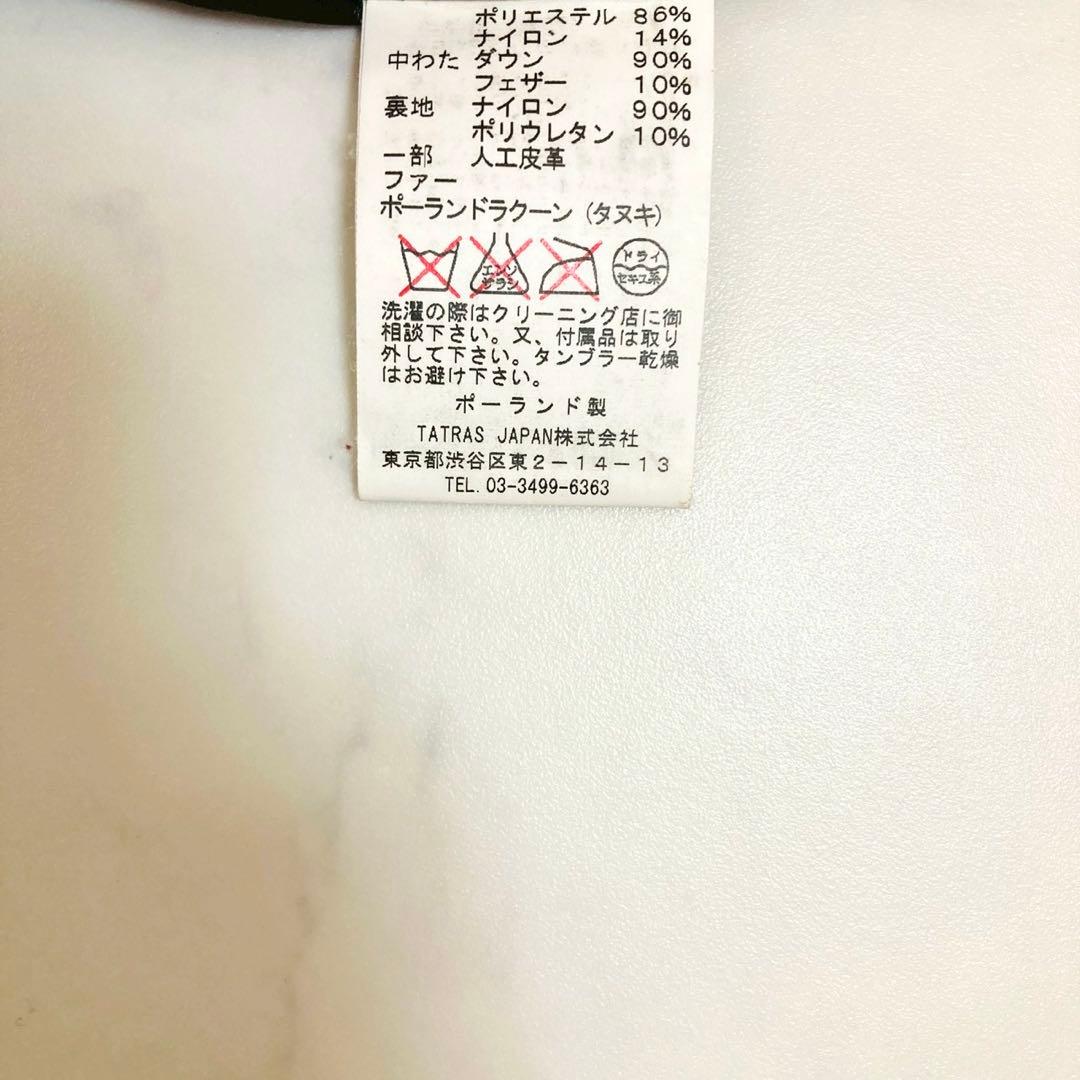 ポリエステル 86%
ナイロン 14%
中わた ダウン 90%
フェザー 10%
裏地 ナイロン 90%
ポリウレタン 10%
一部 人工皮革
ファー
ポーランドラクーン (タヌキ)
エンソ
サラシ
ドライ
セキユ系
洗濯の際はクリーニング店に御
相談下さい。又、付属品は取り
外して下さい。タンブラー乾燥
はお避け下さい。
ポーランド製
TATRAS JAPAN株式会社
東京都渋谷区東2-14-13
TEL. 03-3499-6363